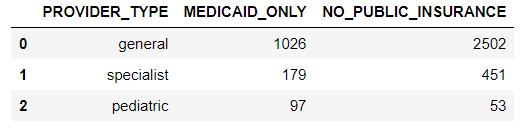 PROVIDER_TYPE MEDICAID_ONLY NO_PUBLIC_INSURANCE
0 general 1026 2502
1 specialist 179 451
2 pediatric 97 53